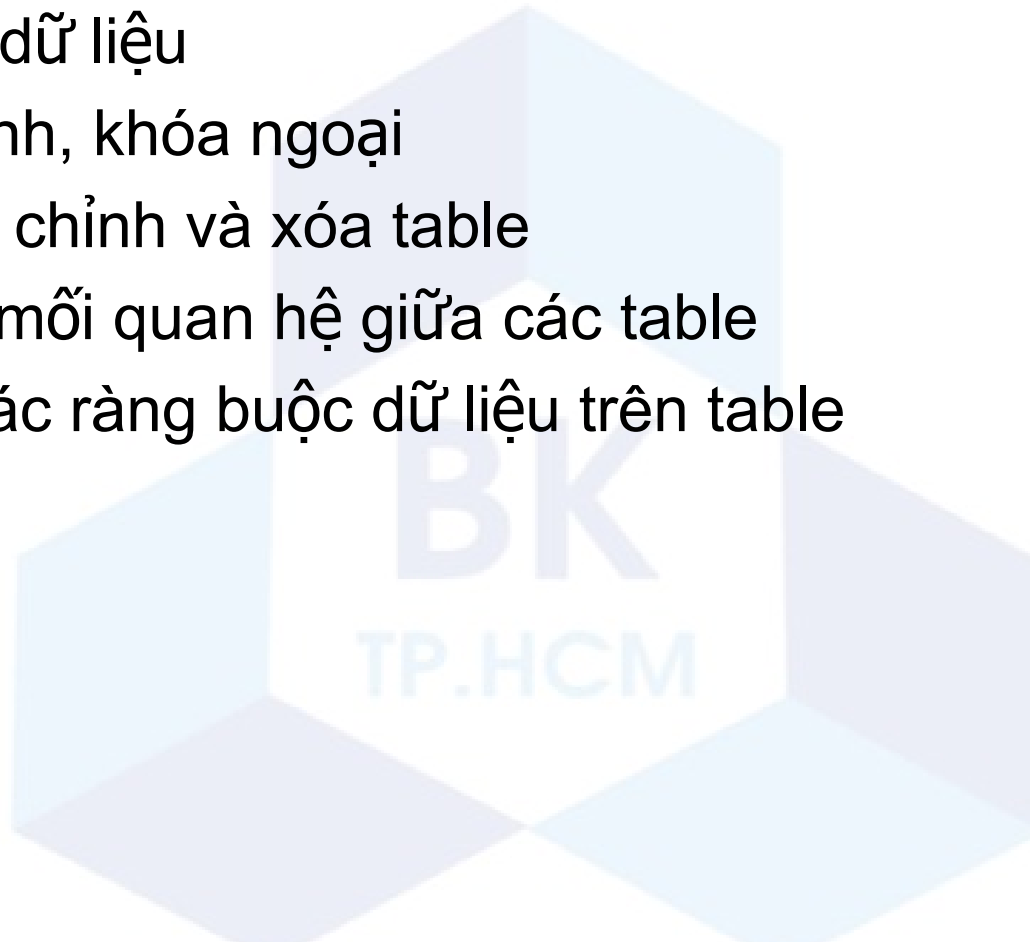 dữ liệu
nh, khóa ngoại
chỉnh và xóa table
mối quan hệ giữa các table
ác ràng buộc dữ liệu trên table
BK
TP.HCM